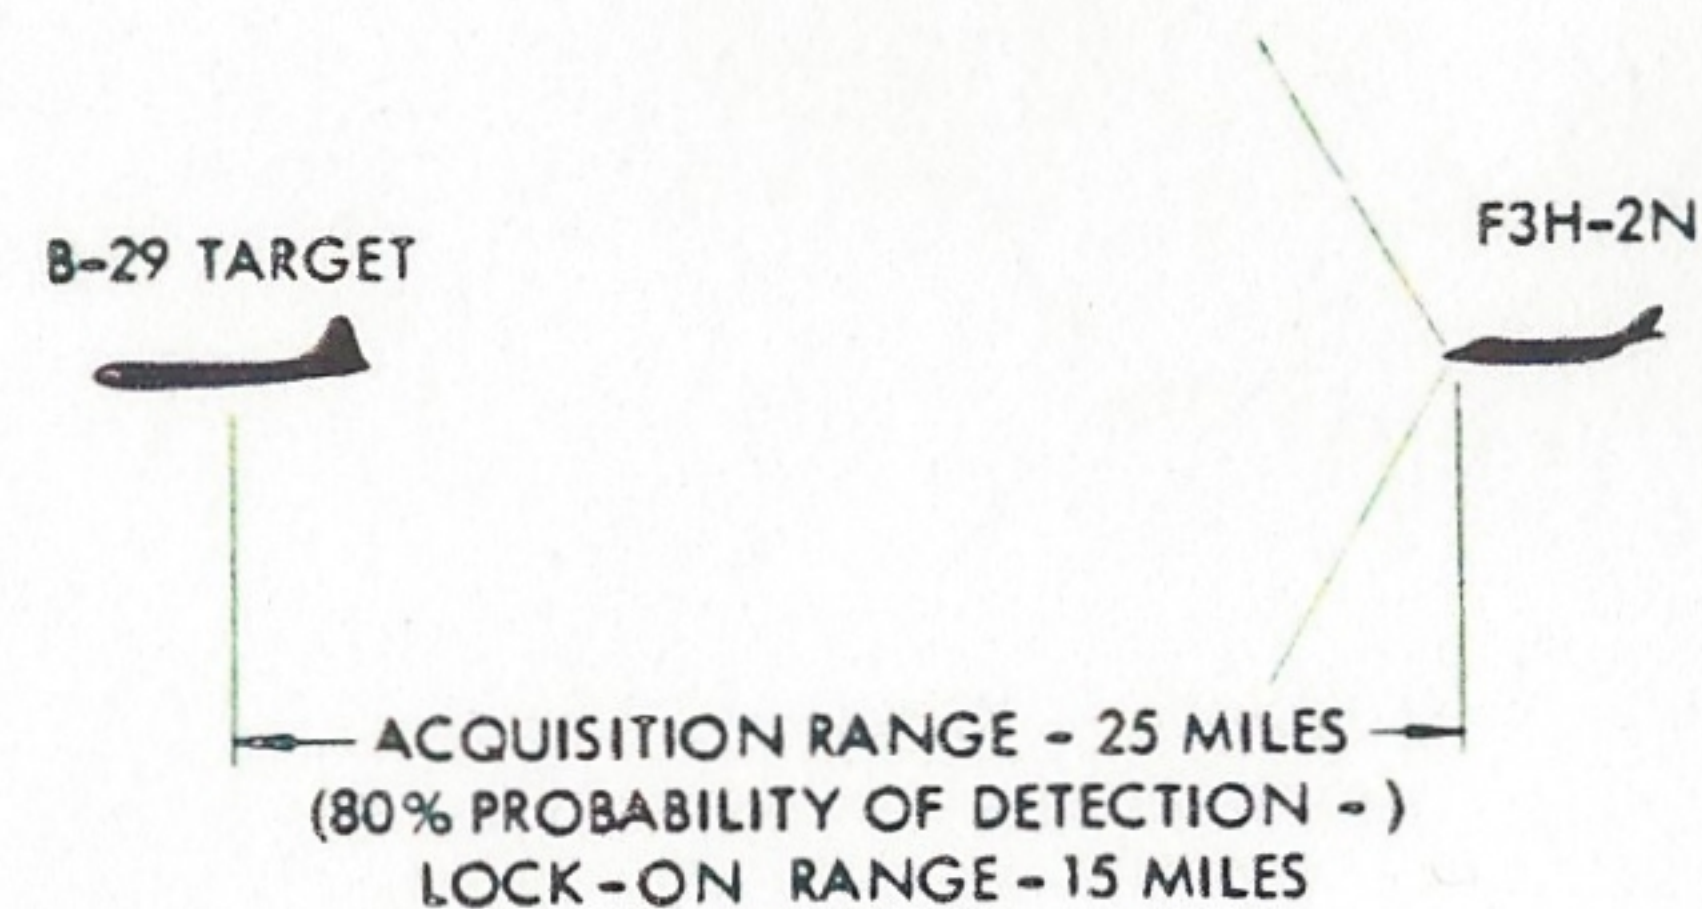 F3H-2N
B-29 TARGET
ACQUISITION RANGE - 25 MILES
(80% PROBABILITY OF DETECTION - )
LOCK-ON RANGE - 15 MILES